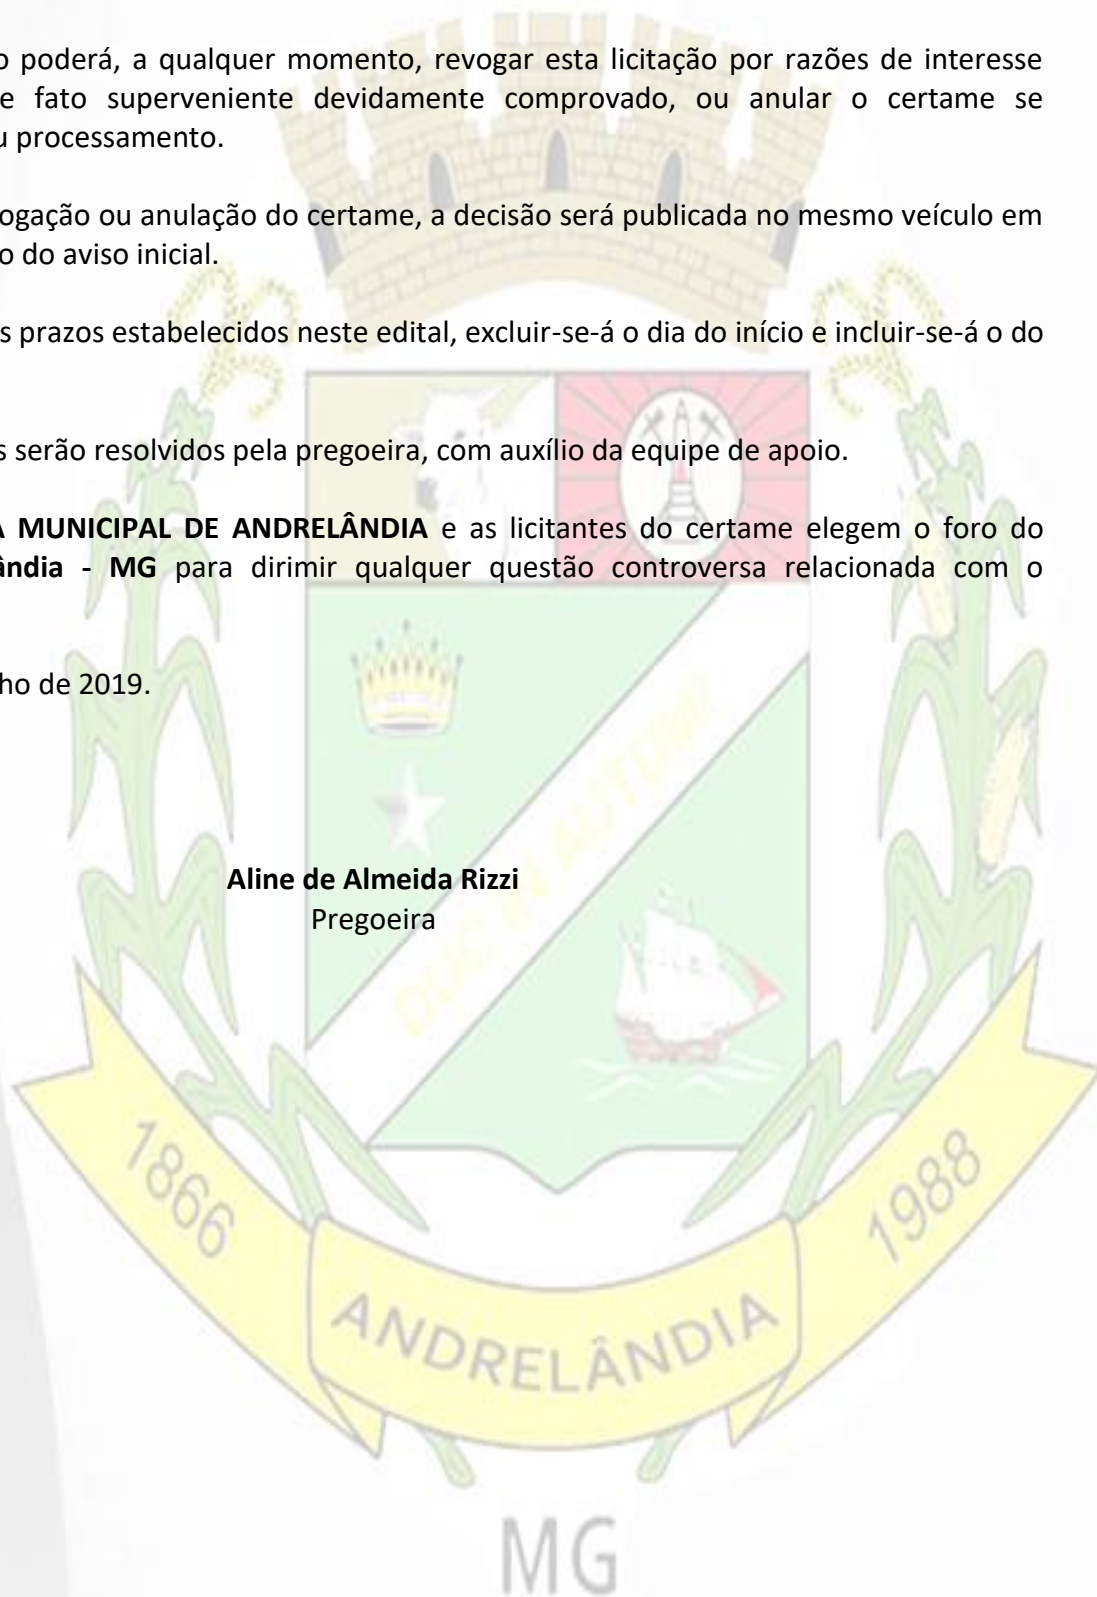 o poderá, a qualquer momento, revogar esta licitação por razões de interesse
e fato superveniente devidamente comprovado, ou anular o certame se
u processamento.
ogação ou anulação do certame, a decisão será publicada no mesmo veículo em
o do aviso inicial.
s prazos estabelecidos neste edital, excluir-se-á o dia do início e incluir-se-á o do
s serão resolvidos pela pregoeira, com auxílio da equipe de apoio.
A MUNICIPAL DE ANDRELÂNDIA e as licitantes do certame elegem o foro do
ândia - MG para dirimir qualquer questão controversa relacionada com o
ho de 2019.
Aline de Almeida Rizzi
Pregoeira
DUC IN AUTUM
1866
ANDRELÂNDIA
1988
MG